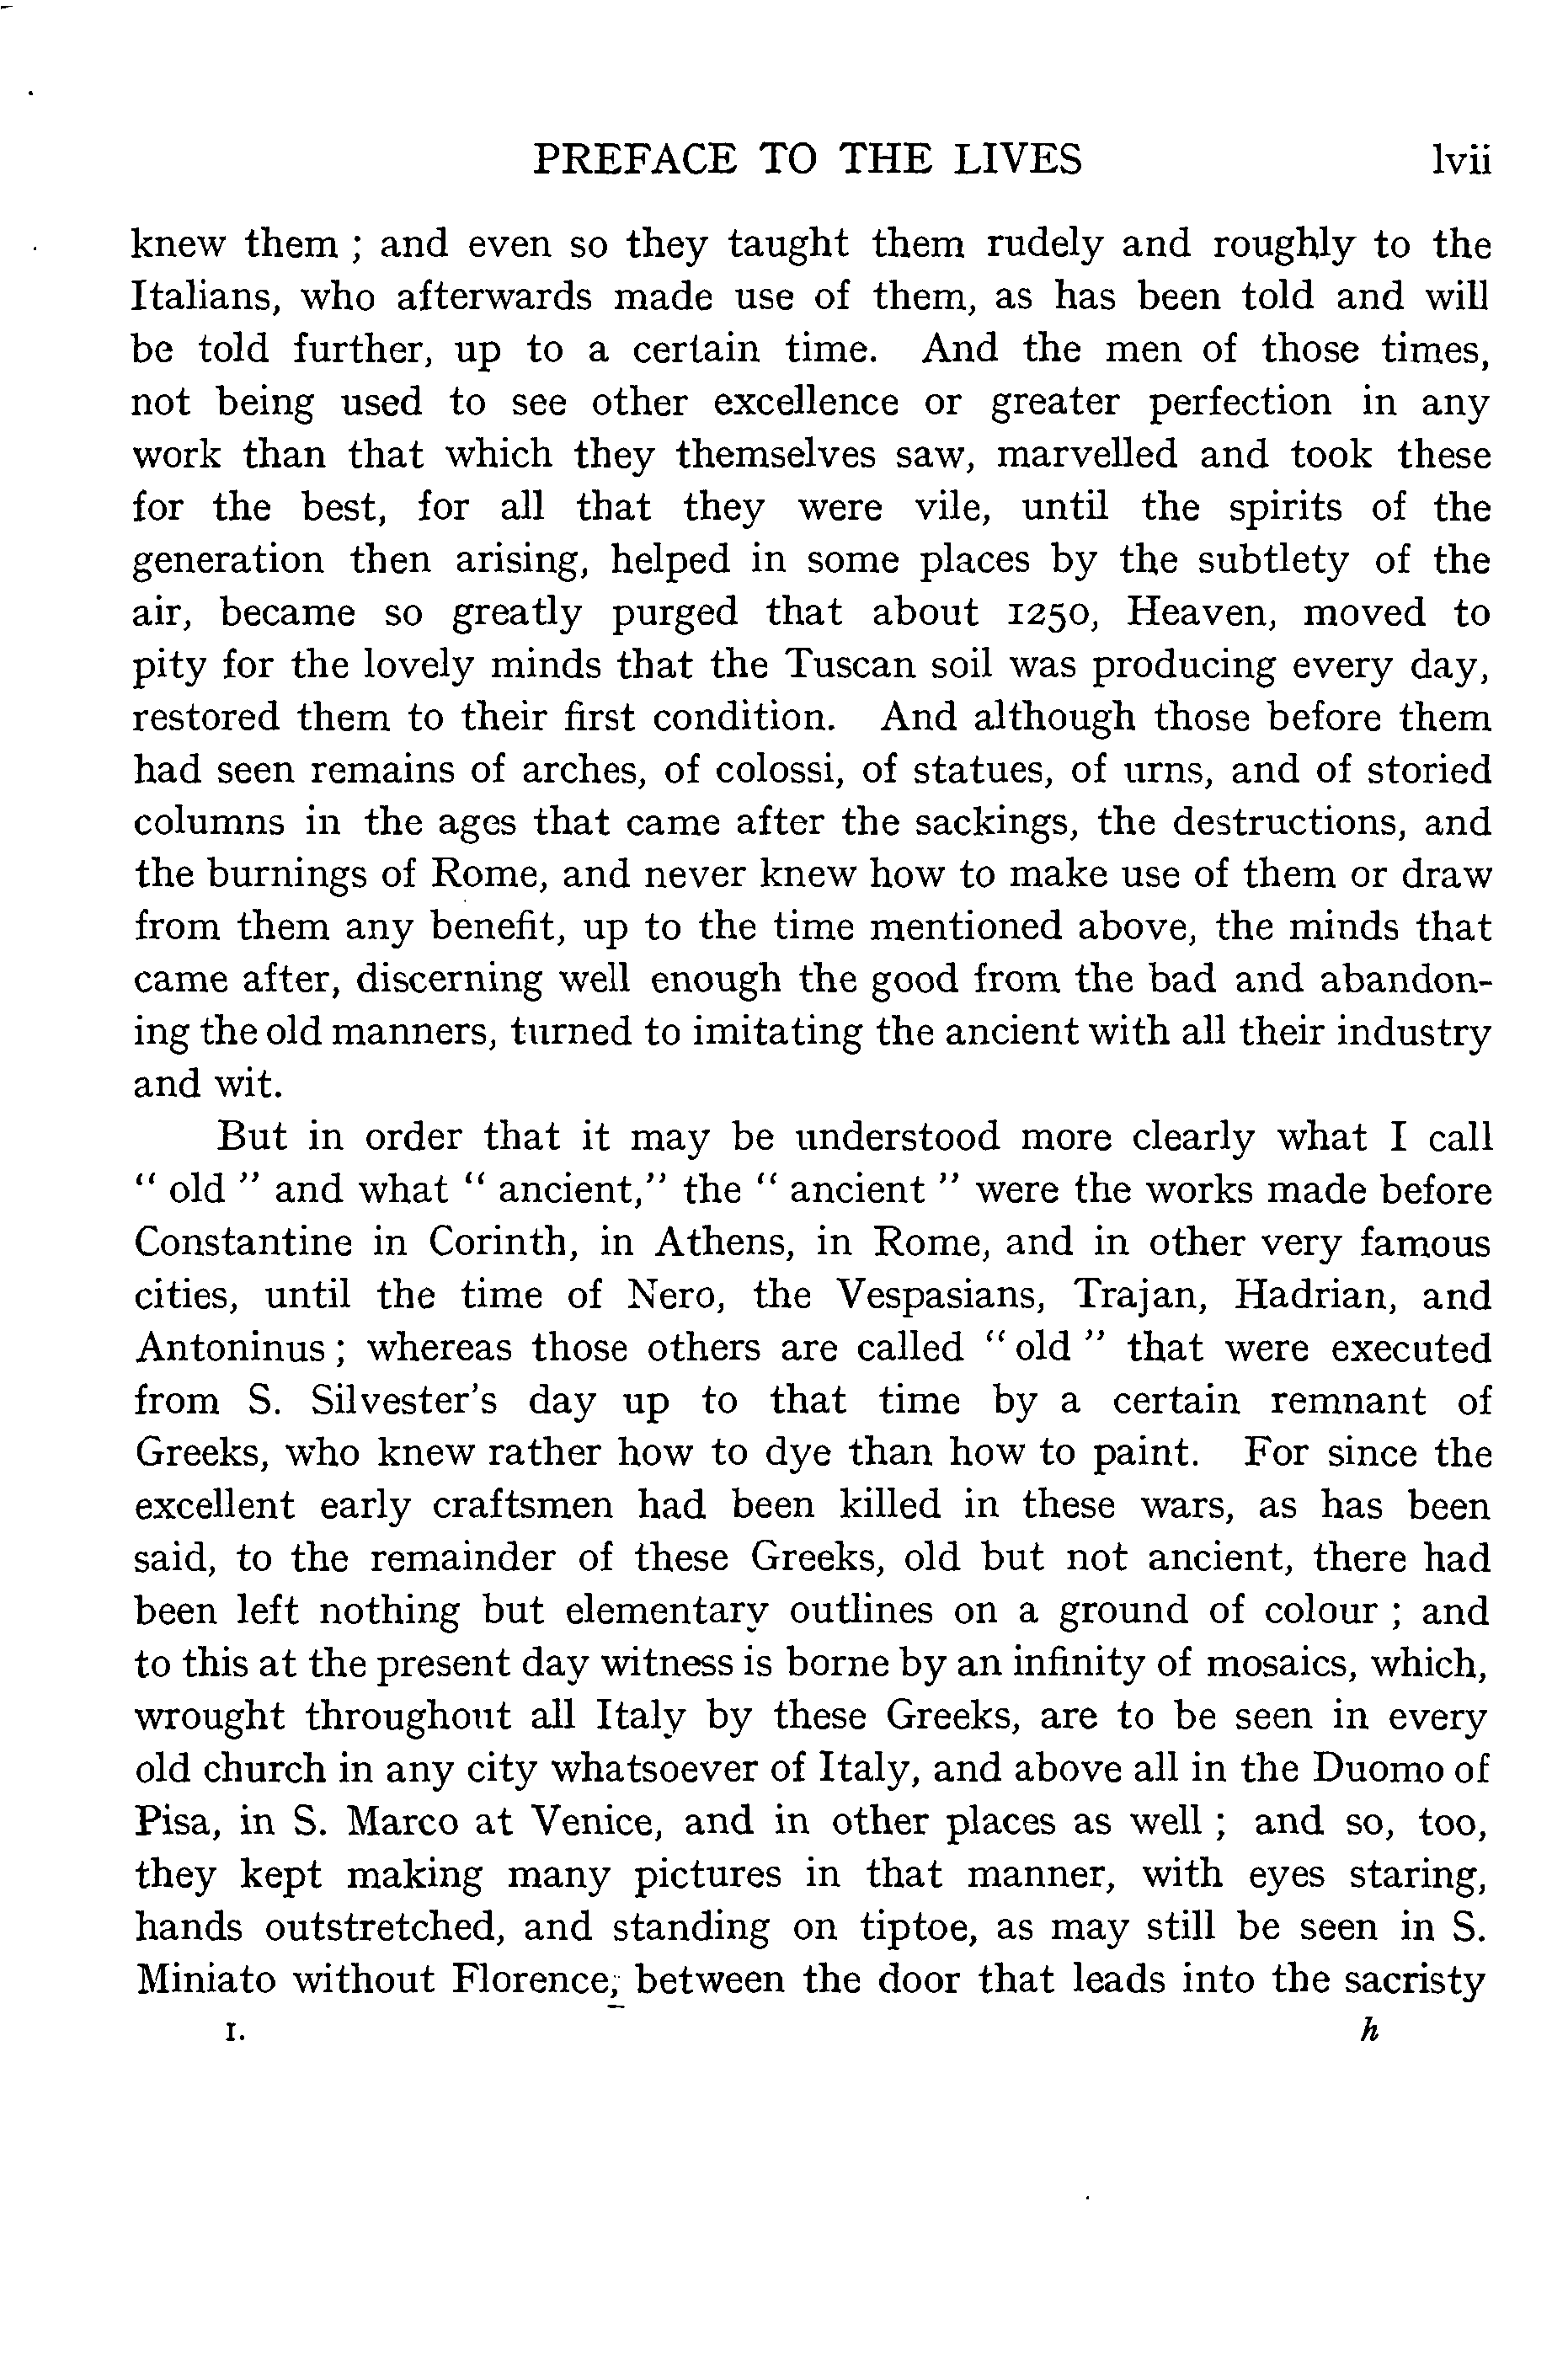 PREFACE TO THE LIVES lvii
knew them ; and even so they taught them rudely and roughly to the
Italians, who afterwards made use of them, as has been told and will
be told further, up to a certain time. And the men of those times,
not being used to see other excellence or greater perfection in any
work than that which they themselves saw, marvelled and took these
for the best, for all that they were vile, until the spirits of the
generation then arising, helped in some places by the subtlety of the
air, became so greatly purged that about 1250, Heaven, moved to
pity for the lovely minds that the Tuscan soil was producing every day,
restored them to their first condition. And although those before them
had seen remains of arches, of colossi, of statues, of urns, and of storied
columns in the ages that came after the sackings, the destructions, and
the burnings of Rome, and never knew how to make use of them or draw
from them any benefit, up to the time mentioned above, the minds that
came after, discerning well enough the good from the bad and abandon-
ing the old manners, turned to imitating the ancient with all their industry
and wit.
But in order that it may be understood more clearly what I call
“ old ” and what “ ancient,” the “ ancient ” were the works made before
Constantine in Corinth, in Athens, in Rome, and in other very famous
cities, until the time of Nero, the Vespasians, Trajan, Hadrian, and
Antoninus ; whereas those others are called “ old ” that were executed
from S. Silvester’s day up to that time by a certain remnant of
Greeks, who knew rather how to dye than how to paint. For since the
excellent early craftsmen had been killed in these wars, as has been
said, to the remainder of these Greeks, old but not ancient, there had
been left nothing but elementary outlines on a ground of colour ; and
to this at the present day witness is borne by an infinity of mosaics, which,
wrought throughout all Italy by these Greeks, are to be seen in every
old church in any city whatsoever of Italy, and above all in the Duomo of
Pisa, in S. Marco at Venice, and in other places as well ; and so, too,
they kept making many pictures in that manner, with eyes staring,
hands outstretched, and standing on tiptoe, as may still be seen in S.
Miniato without Florence, between the door that leads into the sacristy
I. h